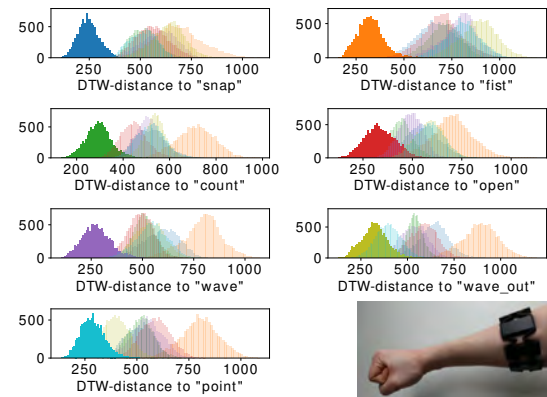 500
0
250 500 750 1000
DTW-distance to "snap"
500
0
250 500 750 1000
DTW-distance to "fist"
500
0
200 400 600 800 1000
DTW-distance to "count"
500
0
250 500 750 1000
DTW-distance to "open"
500
0
250 500 750 1000
DTW-distance to "wave"
500
0
250 500 750 1000
DTW-distance to "wave_out"
500
0
250 500 750 1000
DTW-distance to "point"